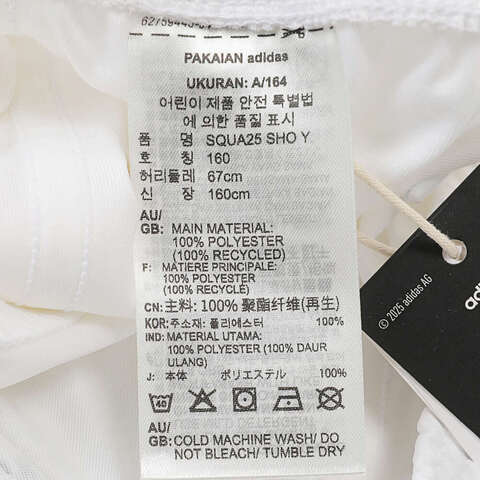 PAKAIAN adidas
UKURAN: A/164
어린이 제품 안전 특별법
에 의한 품질 표시
품 명 SQUA25 SHO Y
호 칭 160
허리둘레 67cm
신 장 160cm
AU/
GB: MAIN MATERIAL:
100% POLYESTER
(100% RECYCLED)
F: MATIERE PRINCIPALE:
100% POLYESTER
(100% RECYCLÉ)
CN: 主料: 100% 聚酯纤维(再生)
KOR: 주소재: 폴리에스터 100%
IND: MATERIAL UTAMA:
100% POLYESTER (100% DAUR
ULANG)
J: 本体 ポリエステル 100%
40
AU/
GB: COLD MACHINE WASH/ DO
NOT BLEACH/ TUMBLE DRY
© 2025 adidas AG